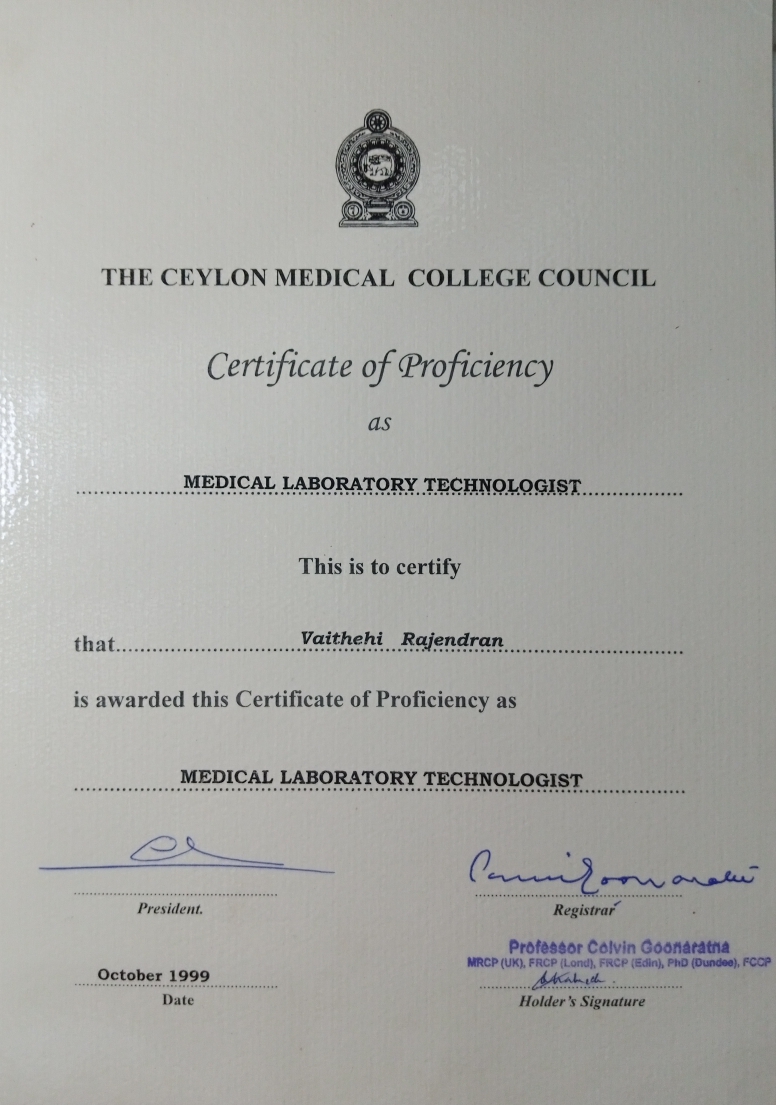 THE CEYLON MEDICAL COLLEGE COUNCIL
Certificate of Proficiency
as
MEDICAL LABORATORY TECHNOLOGIST
This is to certify
that Vaithehi Rajendran
is awarded this Certificate of Proficiency as
MEDICAL LABORATORY TECHNOLOGIST
President.
Registrar
Professor Colvin Goonaratna
MRCP (UK), FRCP (Lond), FRCP (Edin), PhD (Dundee), FCCP
October 1999
Date
Holder's Signature